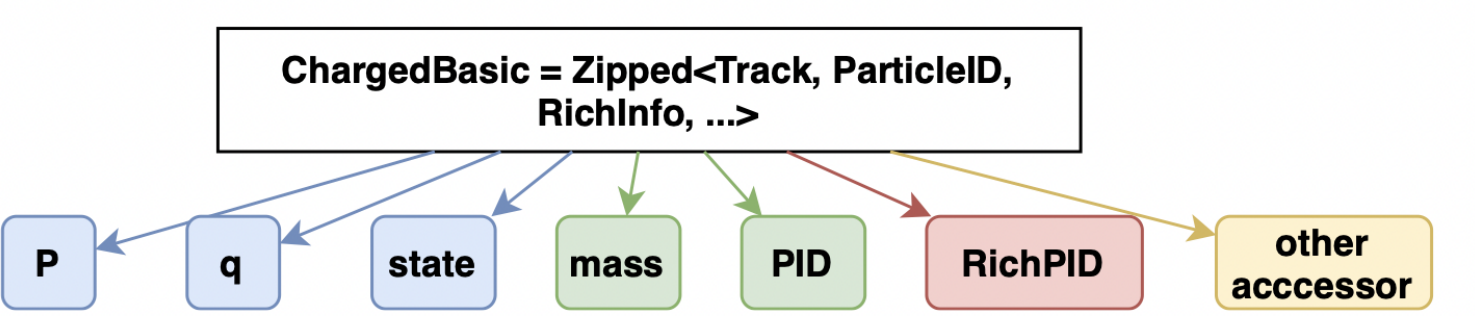 ChargedBasic = Zipped<Track, ParticleID,
RichInfo, ...>
P
q
state
mass
PID
RichPID
other
acccessor